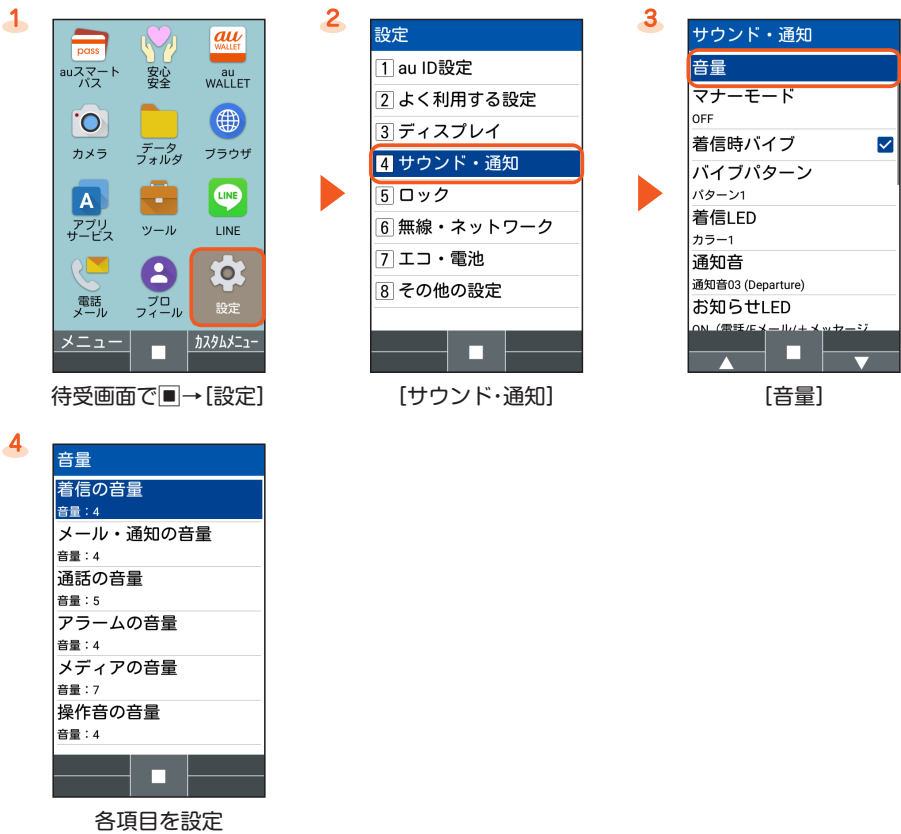 1
pass
auスマート
パス
安心
安全
au
WALLET
au
WALLET
カメラ
データ
フォルダ
ブラウザ
A
アプリ
サービス
ツール
LINE
LINE
電話
メール
プロ
フィール
設定
メニュー
カスタムメニュー
待受画面で■→[設定]
2
設定
1 au ID設定
2 よく利用する設定
3 ディスプレイ
4 サウンド・通知
5 ロック
6 無線・ネットワーク
7 エコ・電池
8 その他の設定
[サウンド・通知]
3
サウンド・通知
音量
マナーモード
OFF
着信時バイブ
バイブパターン
パターン1
着信LED
カラー1
通知音
通知音03 (Departure)
お知らせLED
ON（電話/Eメール/＋メッセージ
[音量]
4
音量
着信の音量
音量：4
メール・通知の音量
音量：4
通話の音量
音量：5
アラームの音量
音量：4
メディアの音量
音量：7
操作音の音量
音量：4
各項目を設定